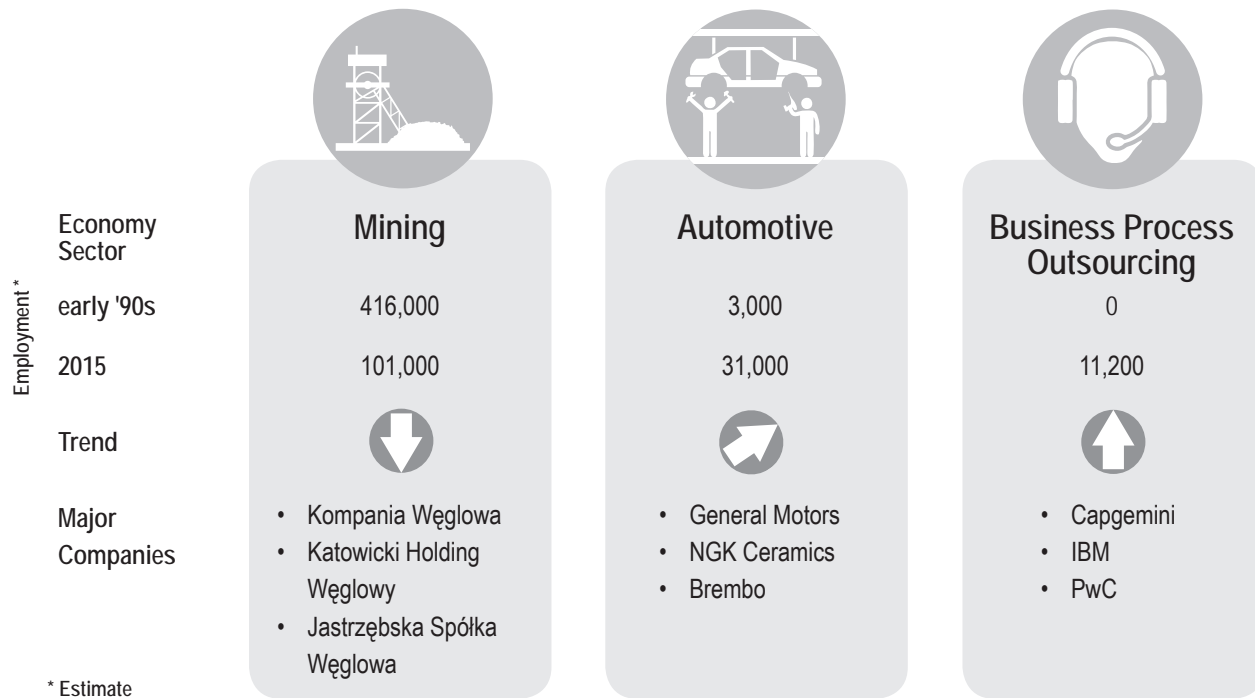 Economy
Sector
Mining
Automotive
Business Process
Outsourcing
Employment *
early '90s
416,000
3,000
0
2015
101,000
31,000
11,200
Trend
Major
Companies
• Kompania Węglowa
• Katowicki Holding
Węglowy
• Jastrzębska Spółka
Węglowa
• General Motors
• NGK Ceramics
• Brembo
• Capgemini
• IBM
• PwC
* Estimate